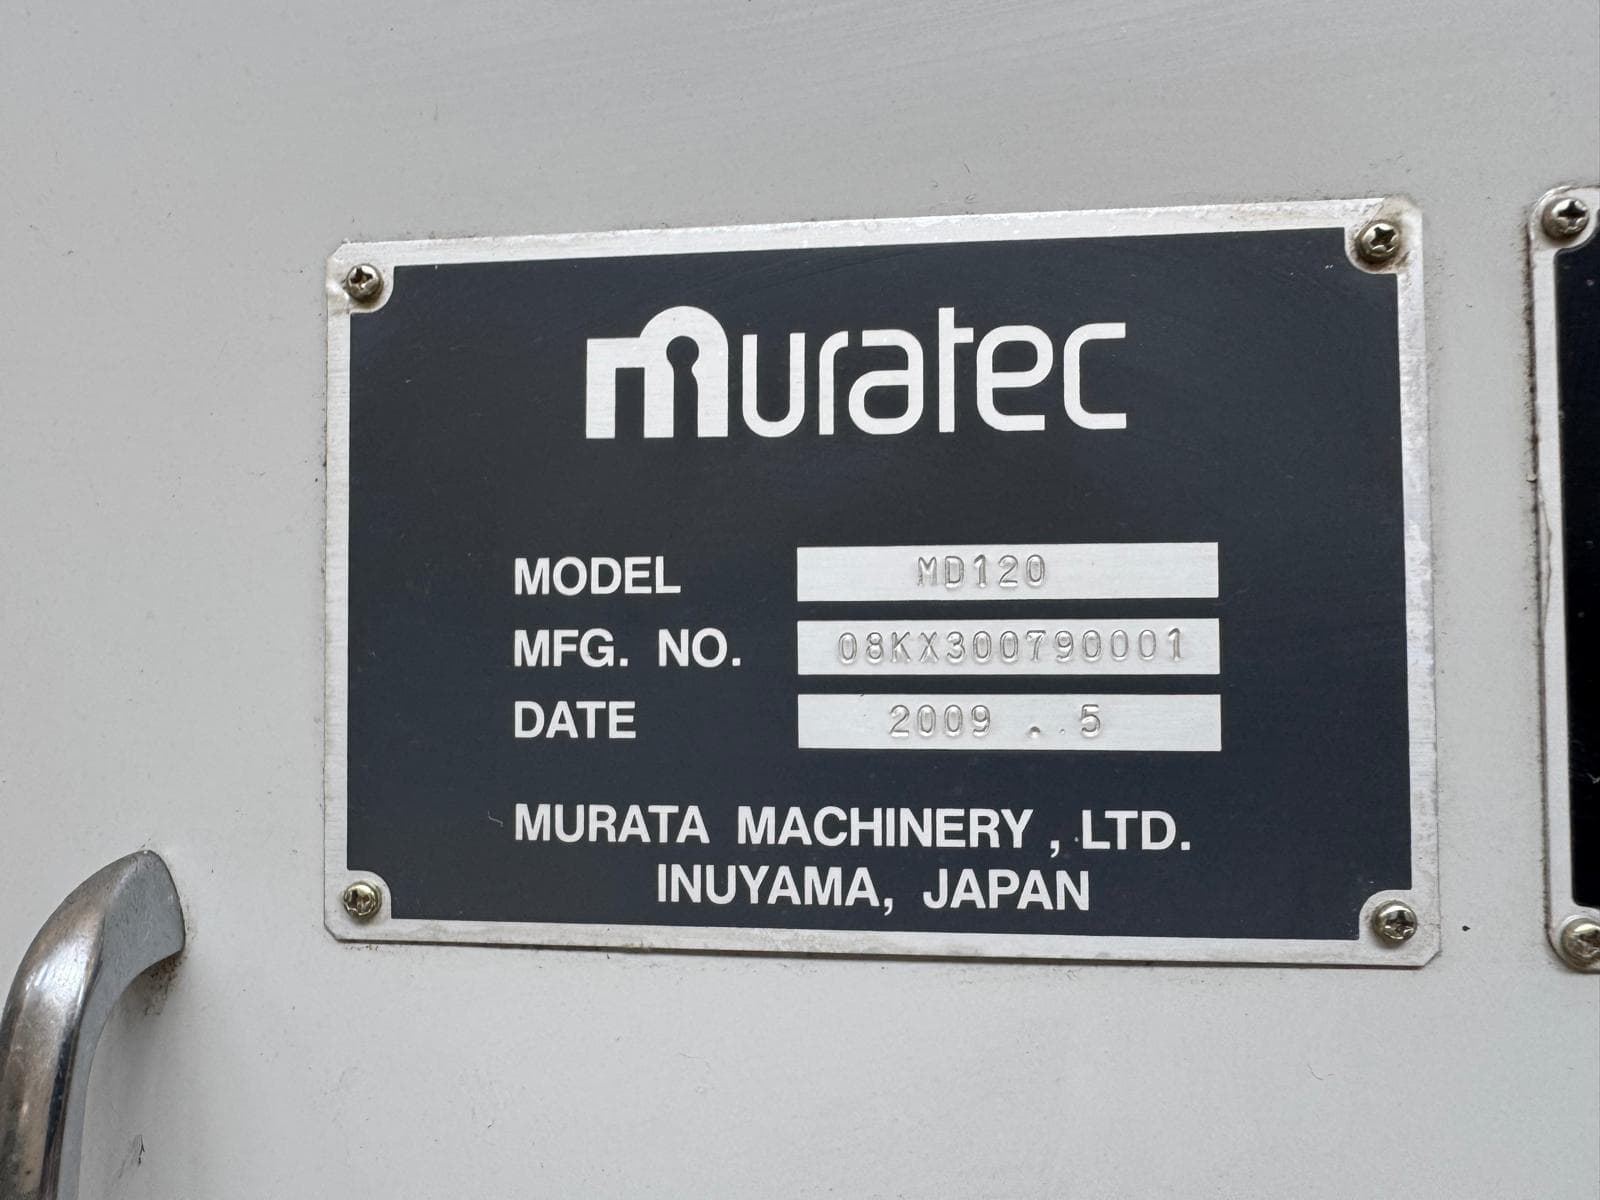 muratec
MODEL MD120
MFG. NO. 08KX300790001
DATE 2009 . 5
MURATA MACHINERY , LTD.
INUYAMA, JAPAN